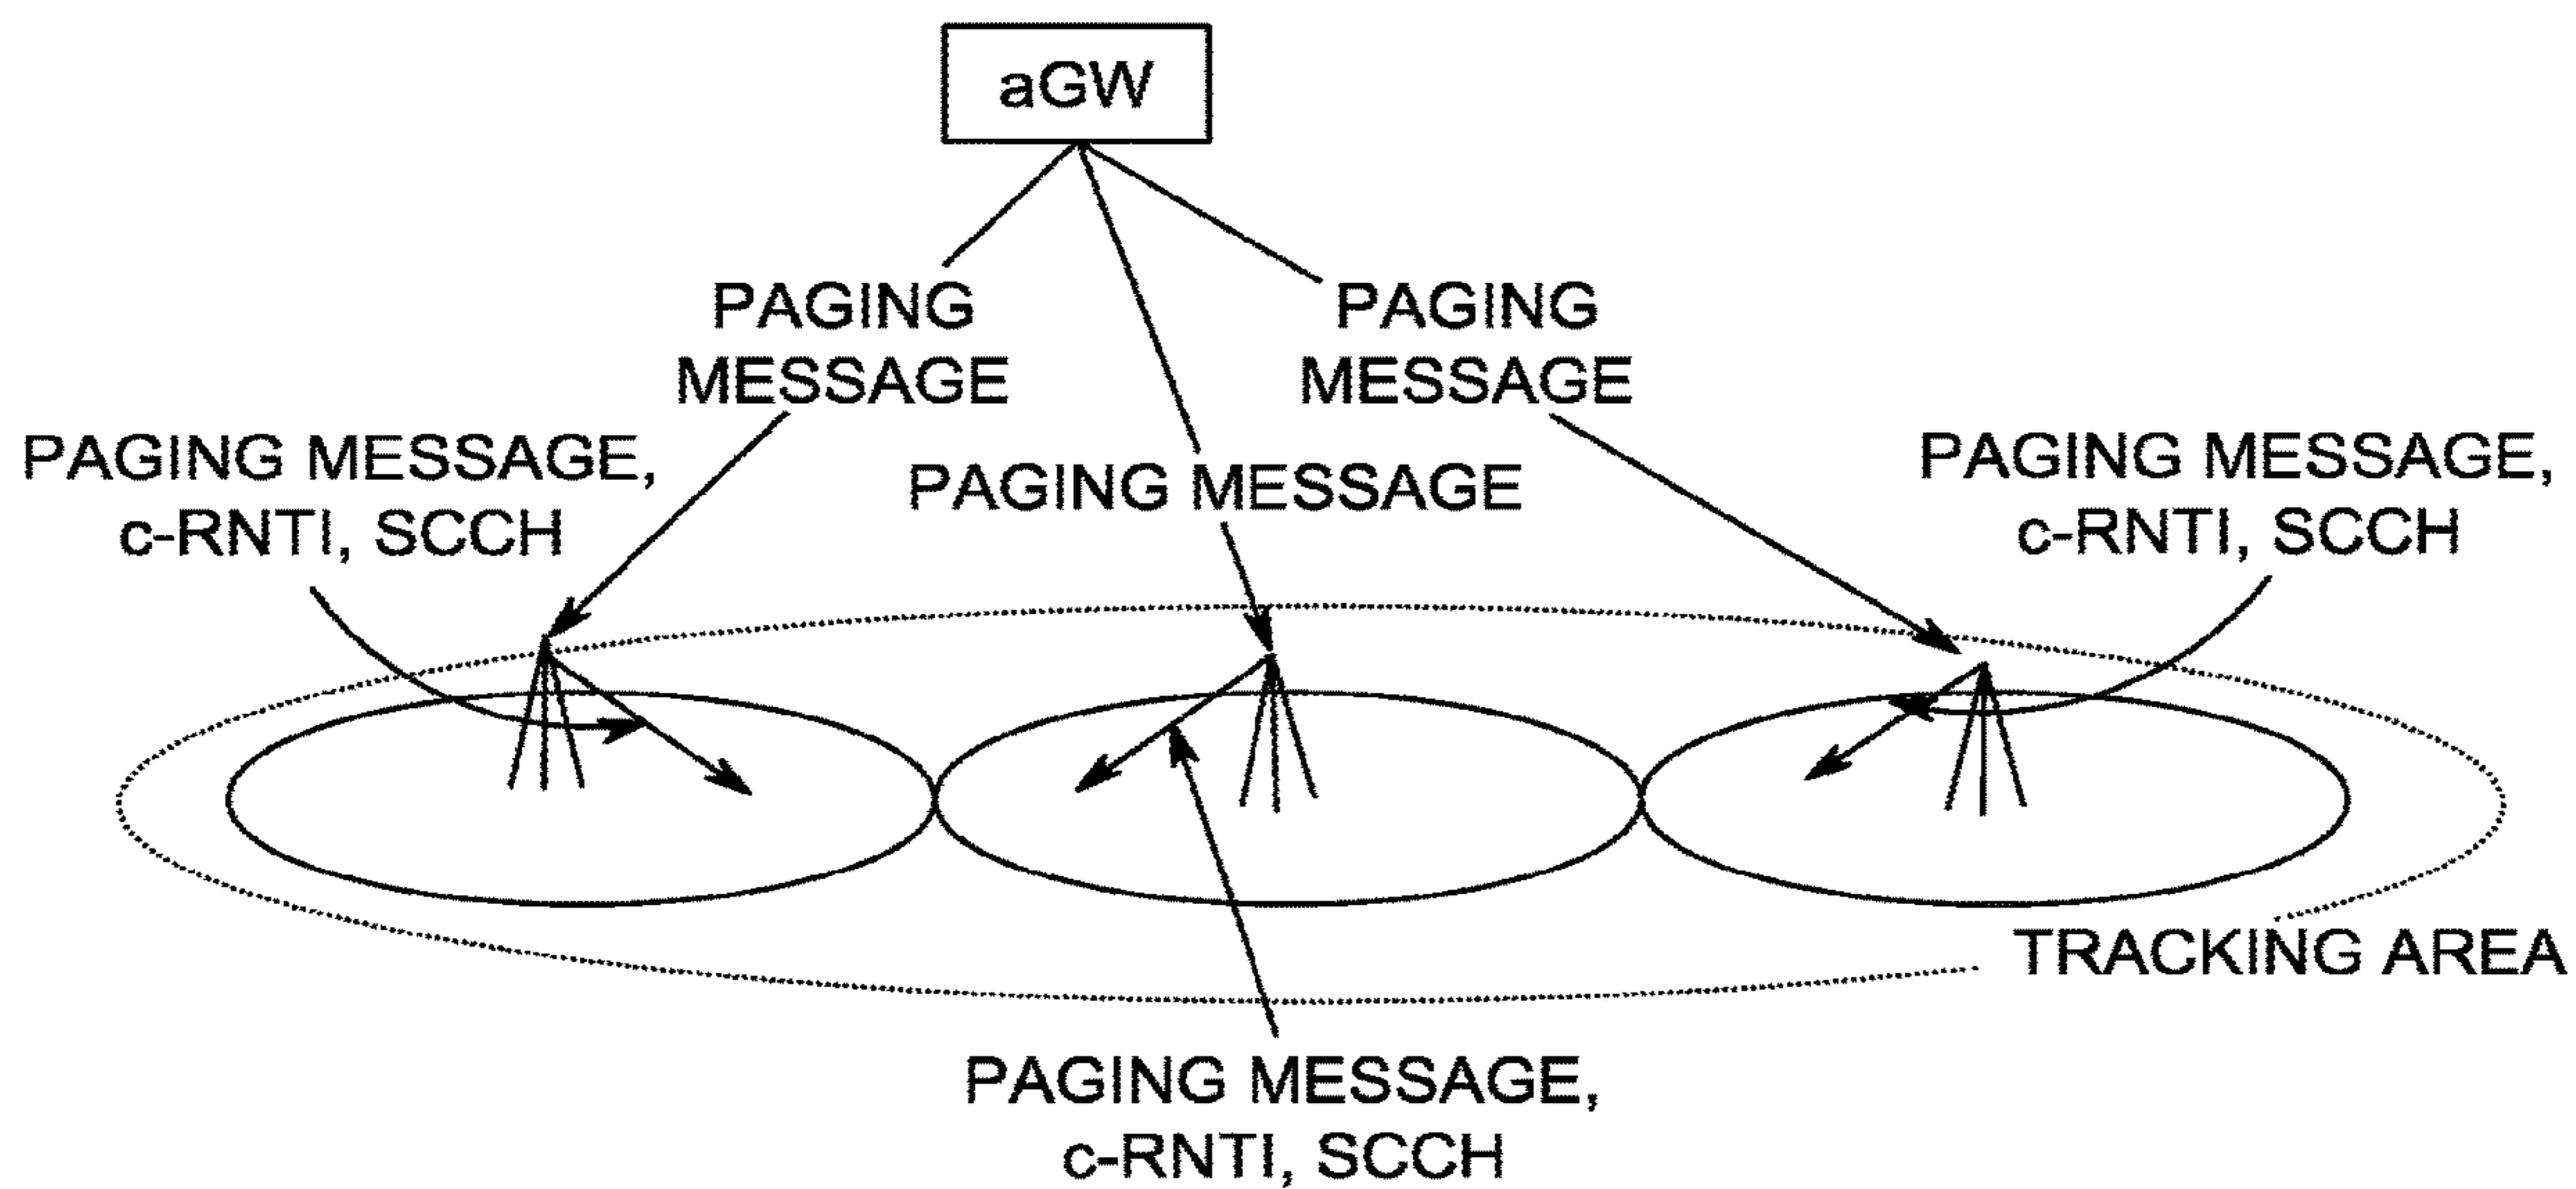 aGW
PAGING
MESSAGE
PAGING
MESSAGE
PAGING MESSAGE,
c-RNTI, SCCH
PAGING MESSAGE
PAGING MESSAGE,
c-RNTI, SCCH
TRACKING AREA
PAGING MESSAGE,
c-RNTI, SCCH